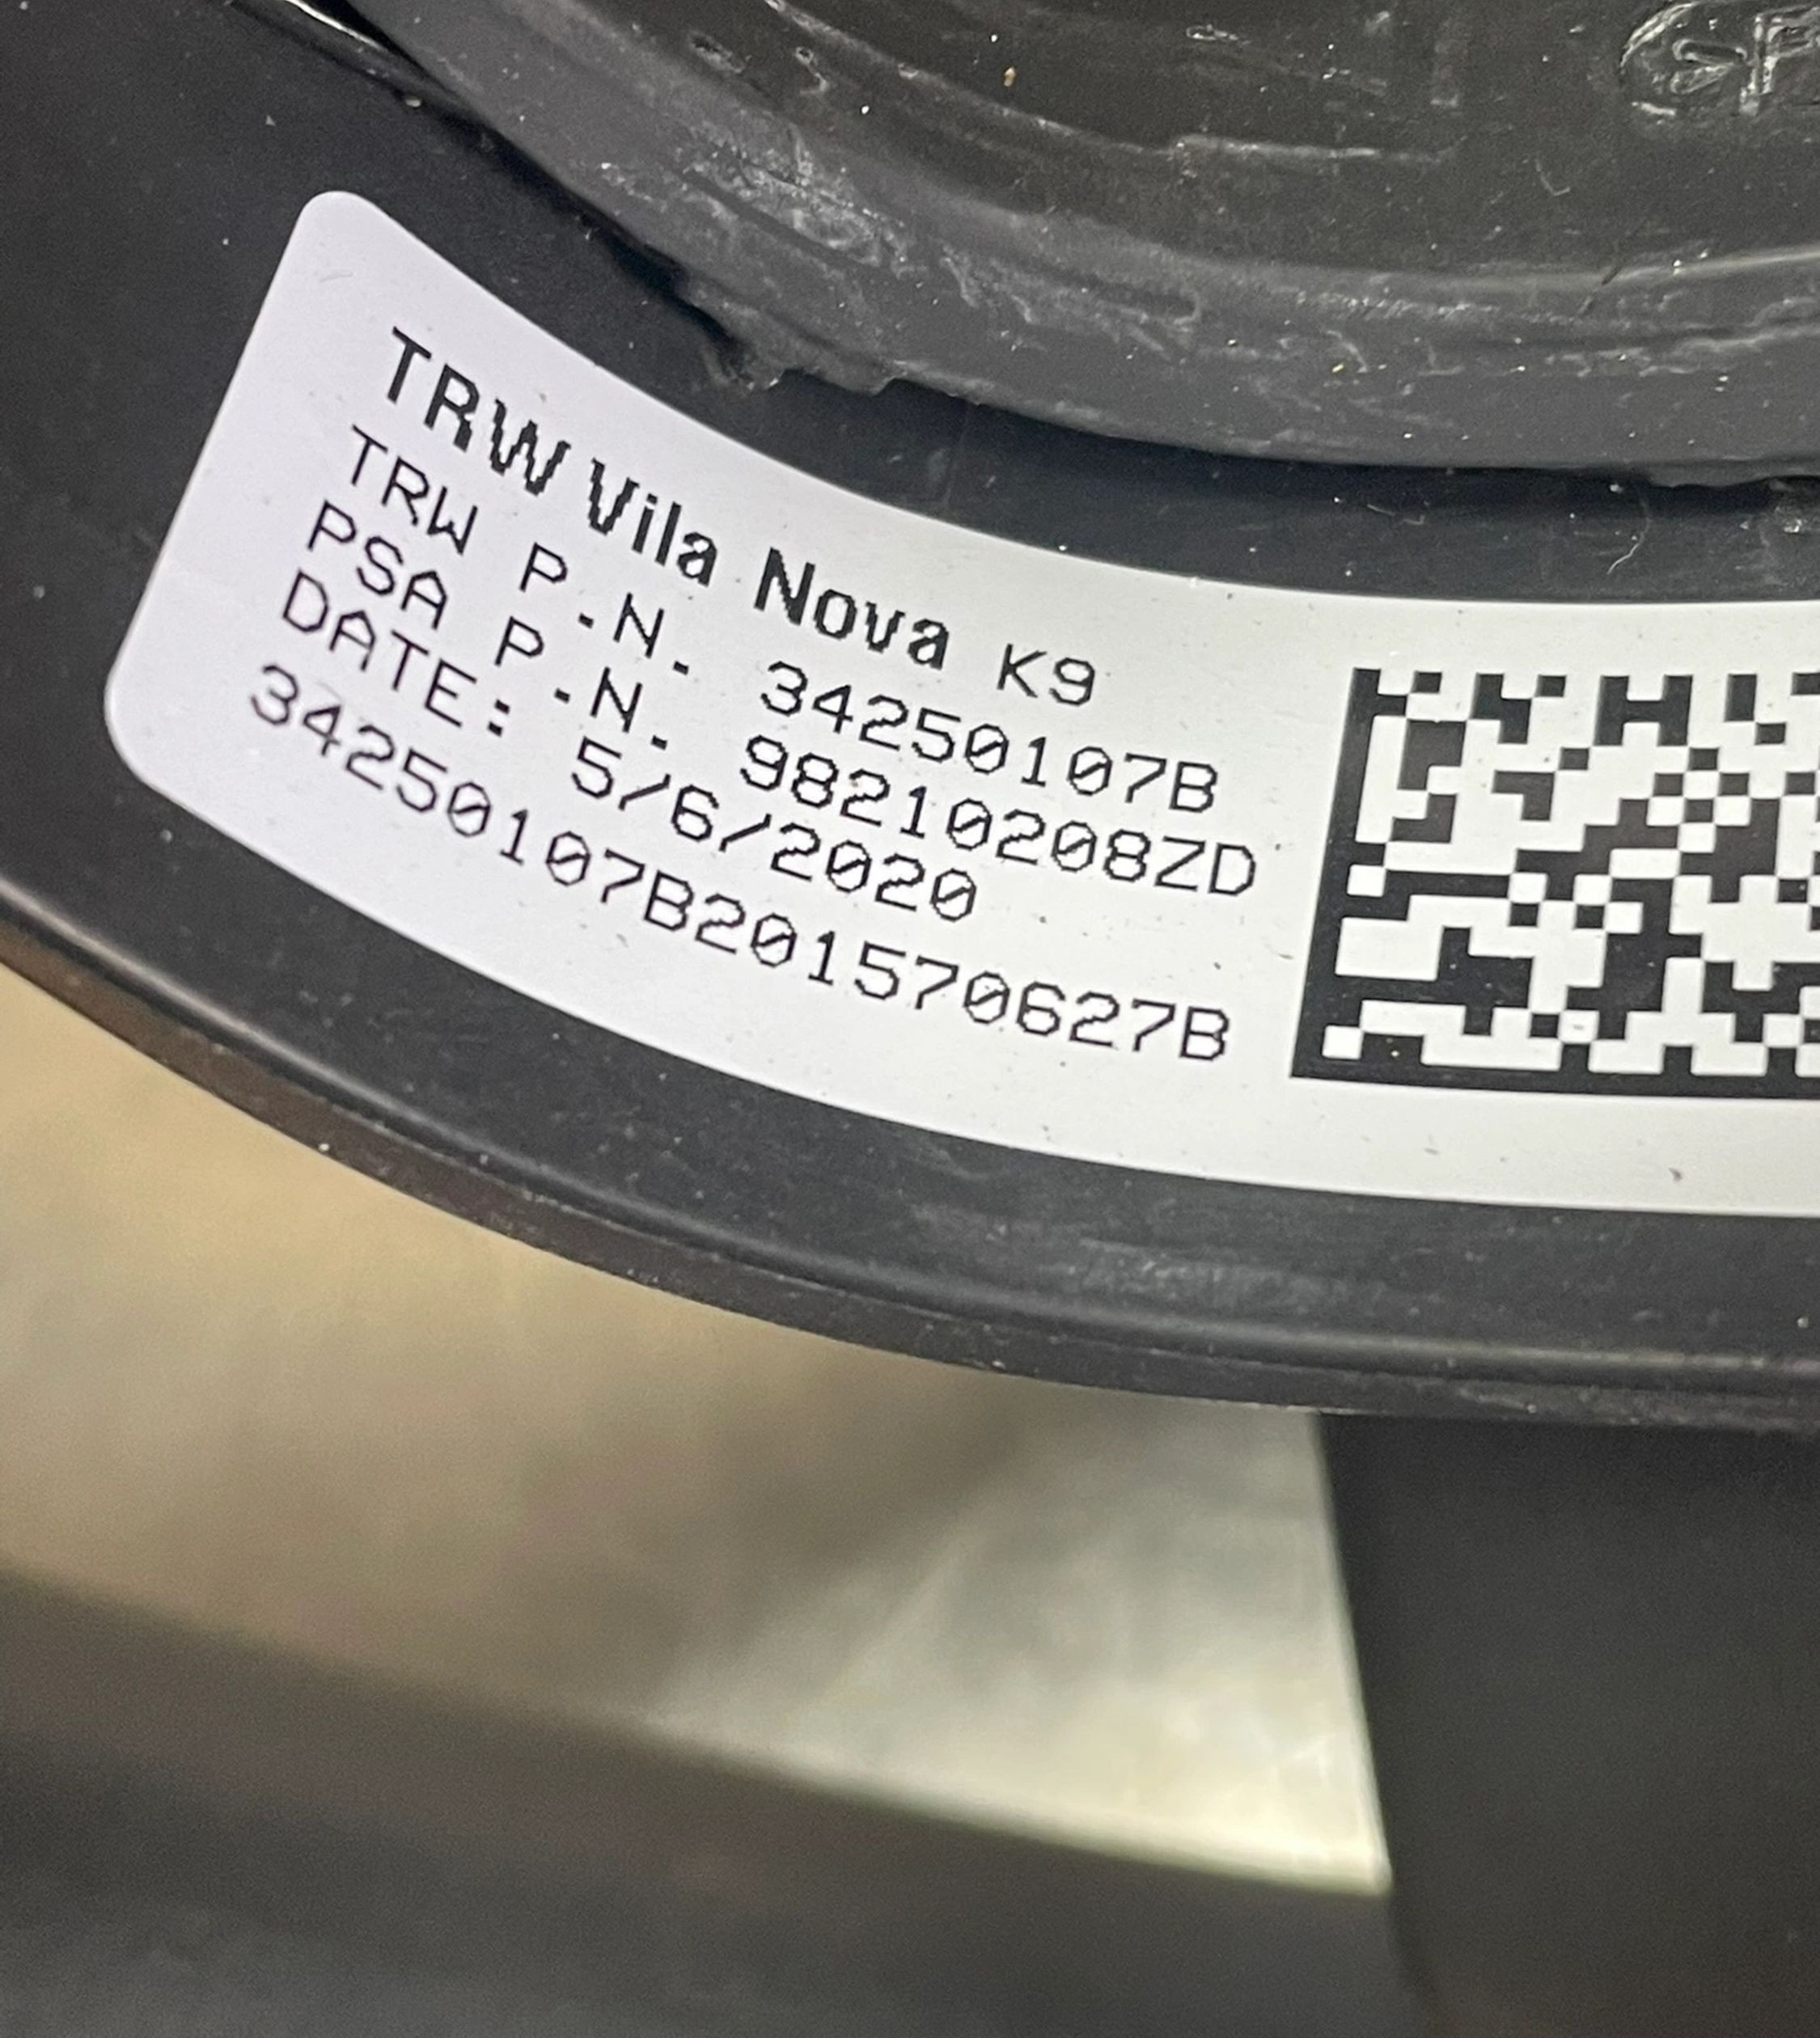 TRW Vila Nova K9
TRW P.N. 34250107B
PSA P.N. 98210208ZD
DATE: 5/6/2020
34250107B201570627B